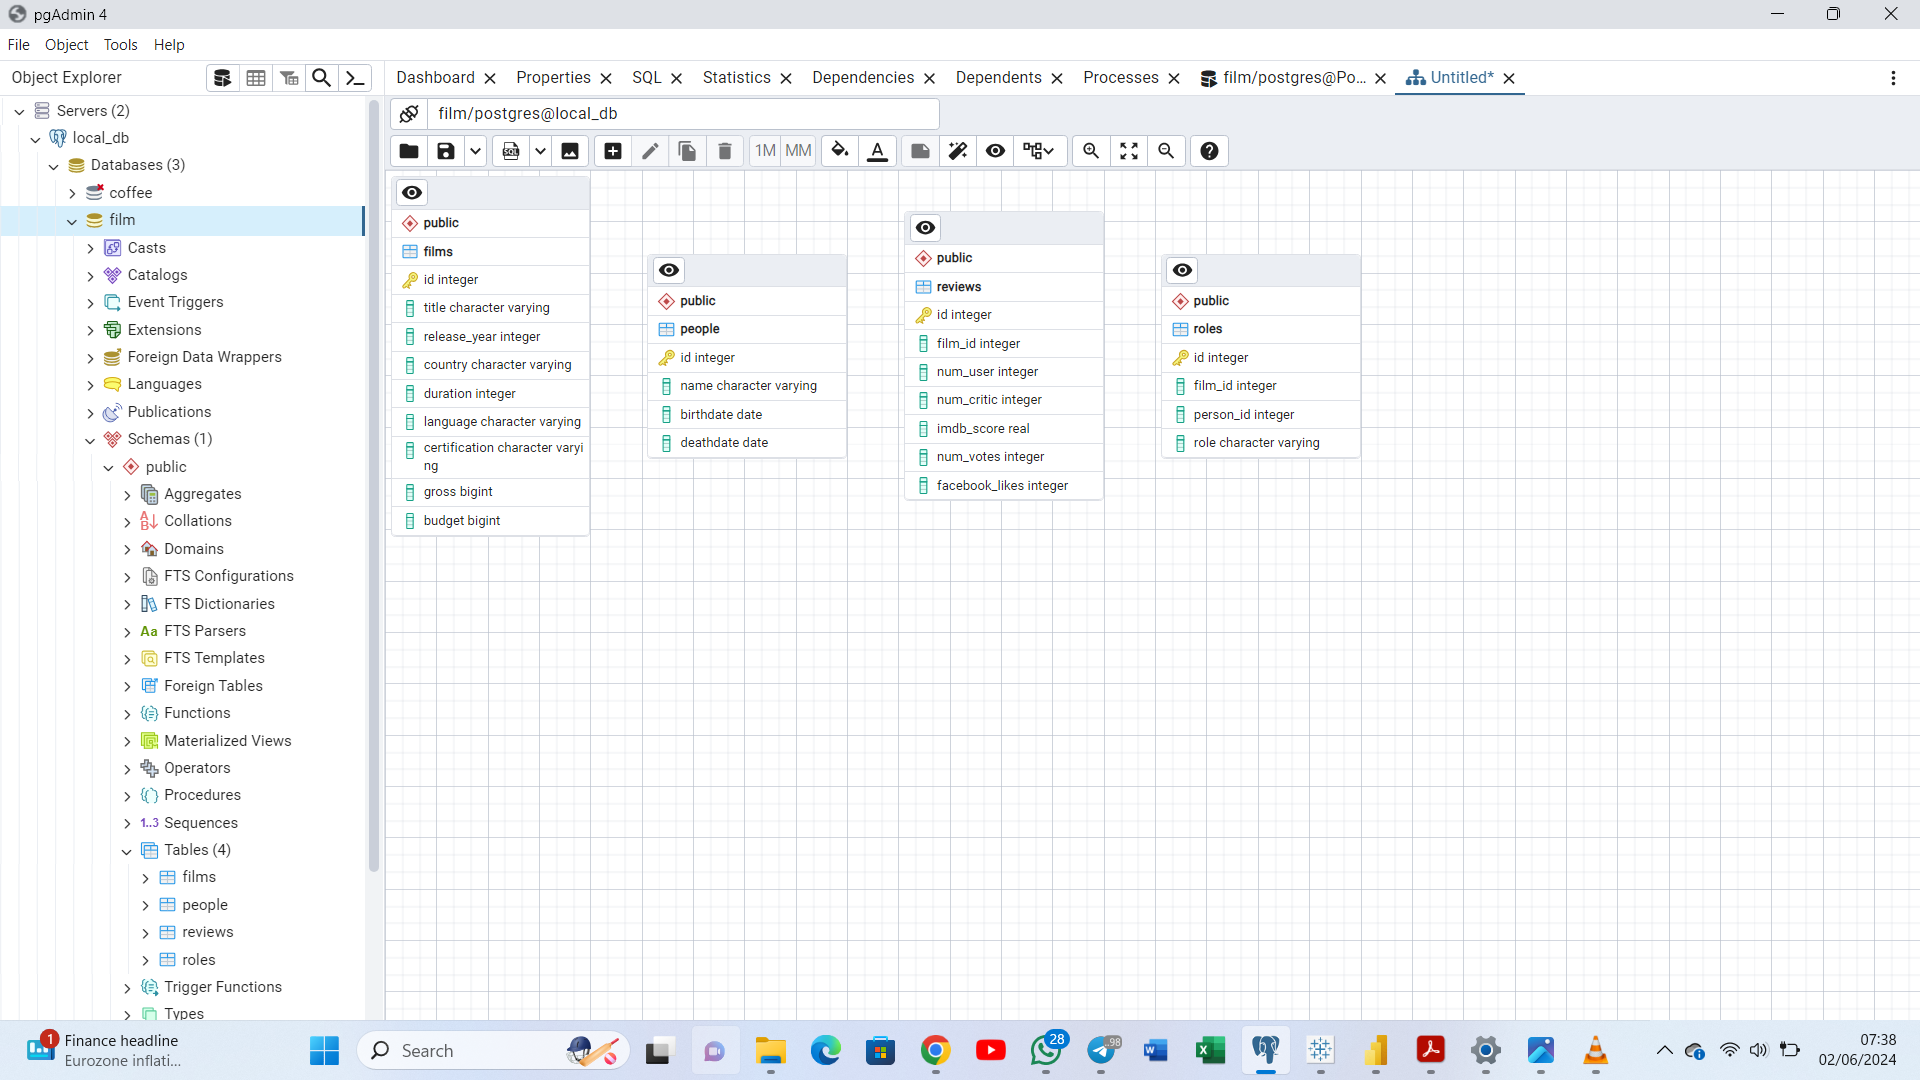 pgAdmin 4
File Object Tools Help
Object Explorer
Dashboard Properties SQL Statistics Dependencies Dependents Processes film/postgres@Po... Untitled*
film/postgres@local_db
1M MM
Servers (2)
local_db
Databases (3)
coffee
film
Casts
Catalogs
Event Triggers
Extensions
Foreign Data Wrappers
Languages
Publications
Schemas (1)
public
Aggregates
Collations
Domains
FTS Configurations
FTS Dictionaries
Aa FTS Parsers
FTS Templates
Foreign Tables
Functions
Materialized Views
Operators
Procedures
1..3 Sequences
Tables (4)
films
people
reviews
roles
Trigger Functions
Types
public
films
id integer
title character varying
release_year integer
country character varying
duration integer
language character varying
certification character varyi
ng
gross bigint
budget bigint
public
people
id integer
name character varying
birthdate date
deathdate date
public
reviews
id integer
film_id integer
num_user integer
num_critic integer
imdb_score real
num_votes integer
facebook_likes integer
public
roles
id integer
film_id integer
person_id integer
role character varying
1
Finance headline
Eurozone inflati...
Search
28
..98
07:38
02/06/2024